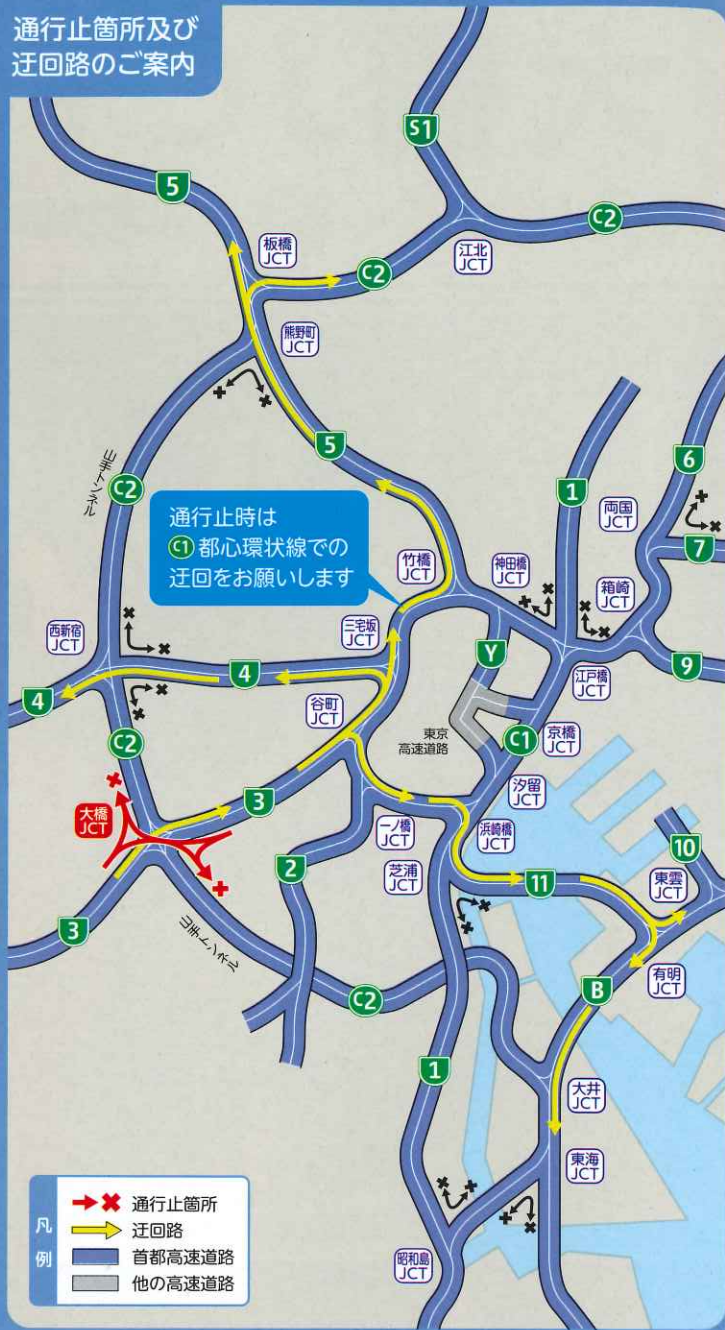 通行止箇所及び
迂回路のご案内
S1
5
C2
板橋
JCT
江北
JCT
C2
熊野町
JCT
5
6
山手トンネル
C2
1
両国
JCT
通行止時は
C1 都心環状線での
迂回をお願いします
竹橋
JCT
神田橋
JCT
7
箱崎
JCT
西新宿
JCT
三宅坂
JCT
Y
4
4
9
江戸橋
JCT
谷町
JCT
東京
高速道路
C1
京橋
JCT
C2
汐留
JCT
大橋
JCT
3
一ノ橋
JCT
浜崎橋
JCT
2
芝浦
JCT
11
10
東雲
JCT
3
山手トンネル
有明
JCT
C2
B
1
大井
JCT
東海
JCT
昭和島
JCT
凡例
通行止箇所
迂回路
首都高速道路
他の高速道路